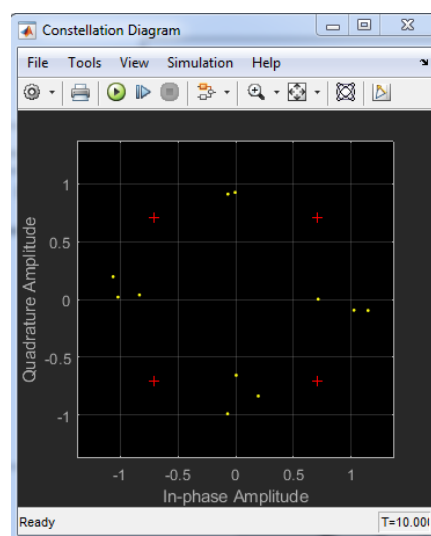 Constellation Diagram
File Tools View Simulation Help
Quadrature Amplitude
1
0.5
0
-0.5
-1
-1 -0.5 0 0.5 1
In-phase Amplitude
Ready T=10.00